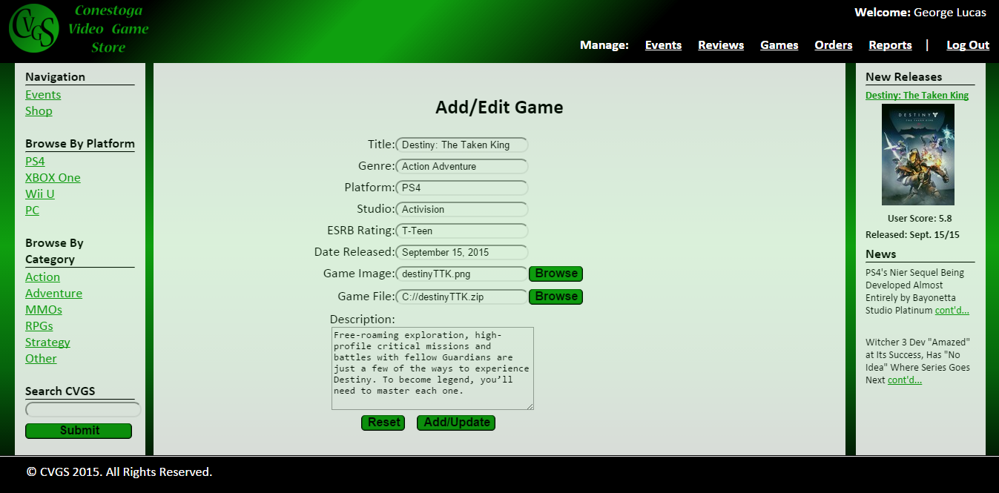 CVGS
Conestoga
Video Game
Store
Welcome: George Lucas
Manage: Events Reviews Games Orders Reports | Log Out
Navigation
Events
Shop
Browse By Platform
PS4
XBOX One
Wii U
PC
Browse By
Category
Action
Adventure
MMOs
RPGs
Strategy
Other
Search CVGS
Submit
Add/Edit Game
Title: Destiny: The Taken King
Genre: Action Adventure
Platform: PS4
Studio: Activision
ESRB Rating: T-Teen
Date Released: September 15, 2015
Game Image: destinyTTK.png Browse
Game File: C://destinyTTK.zip Browse
Description:
Free-roaming exploration, high-
profile critical missions and
battles with fellow Guardians are
just a few of the ways to experience
Destiny. To become legend, you’ll
need to master each one.
Reset Add/Update
New Releases
Destiny: The Taken King
DESTINY
THE TAKEN KING
User Score: 5.8
Released: Sept. 15/15
News
PS4's Nier Sequel Being
Developed Almost
Entirely by Bayonetta
Studio Platinum cont'd...
Witcher 3 Dev "Amazed"
at Its Success, Has "No
Idea" Where Series Goes
Next cont'd...
© CVGS 2015. All Rights Reserved.